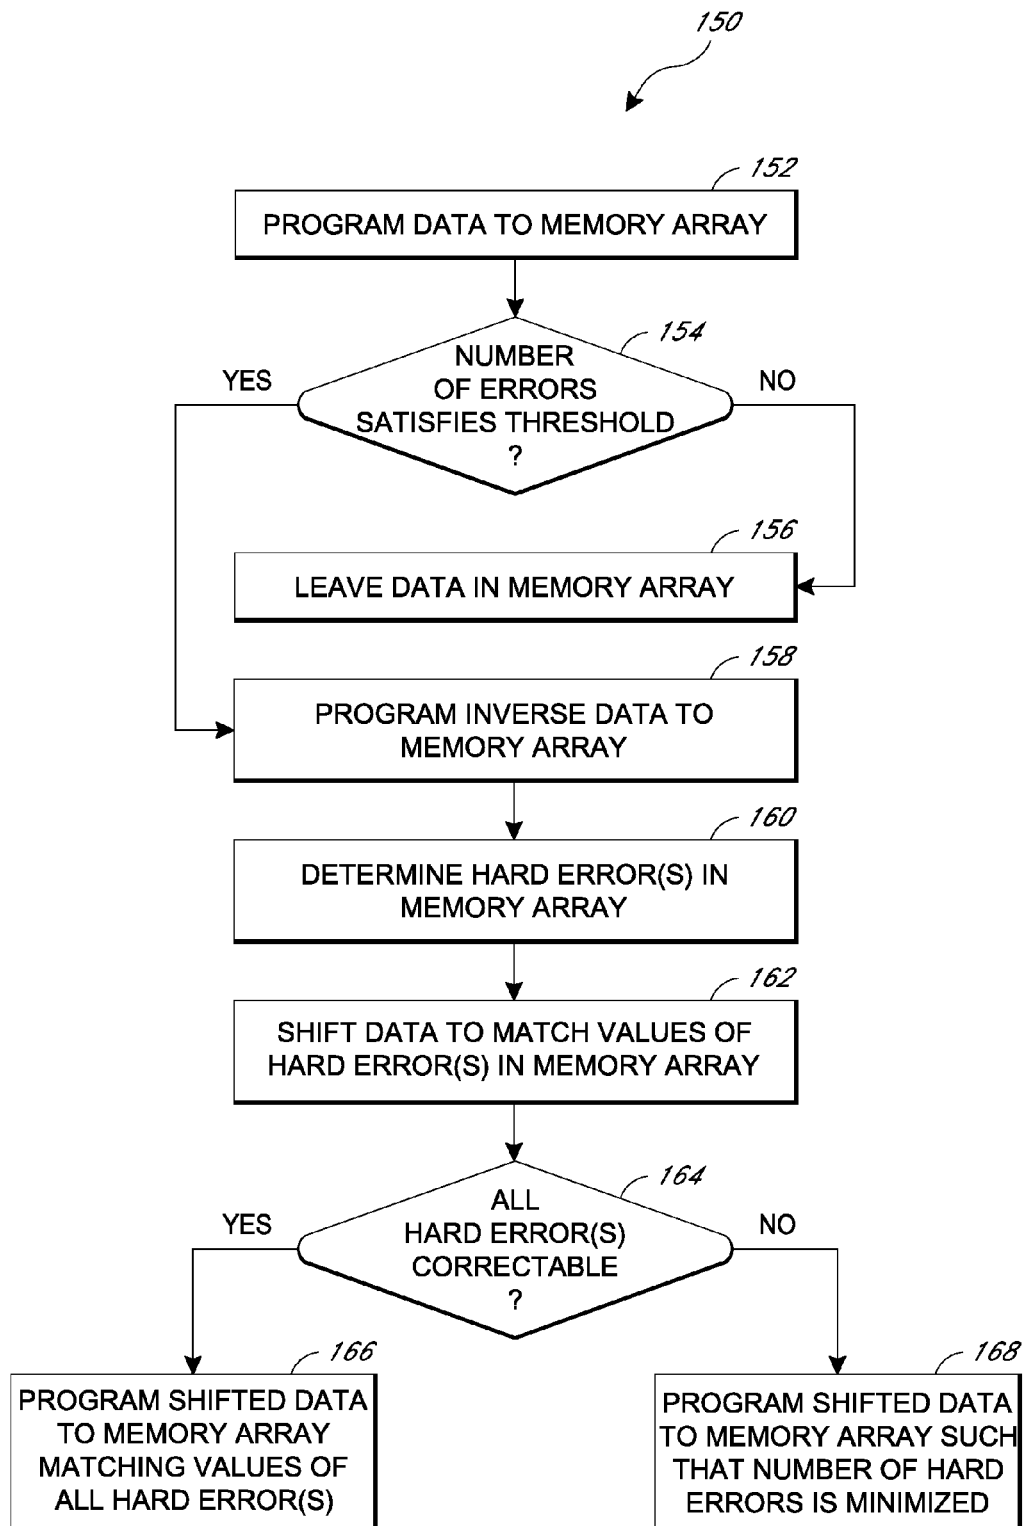 150
152
PROGRAM DATA TO MEMORY ARRAY
154
NUMBER
OF ERRORS
SATISFIES THRESHOLD
?
YES
NO
156
LEAVE DATA IN MEMORY ARRAY
158
PROGRAM INVERSE DATA TO
MEMORY ARRAY
160
DETERMINE HARD ERROR(S) IN
MEMORY ARRAY
162
SHIFT DATA TO MATCH VALUES OF
HARD ERROR(S) IN MEMORY ARRAY
164
ALL
HARD ERROR(S)
CORRECTABLE
?
YES
NO
166
PROGRAM SHIFTED DATA
TO MEMORY ARRAY
MATCHING VALUES OF
ALL HARD ERROR(S)
168
PROGRAM SHIFTED DATA
TO MEMORY ARRAY SUCH
THAT NUMBER OF HARD
ERRORS IS MINIMIZED